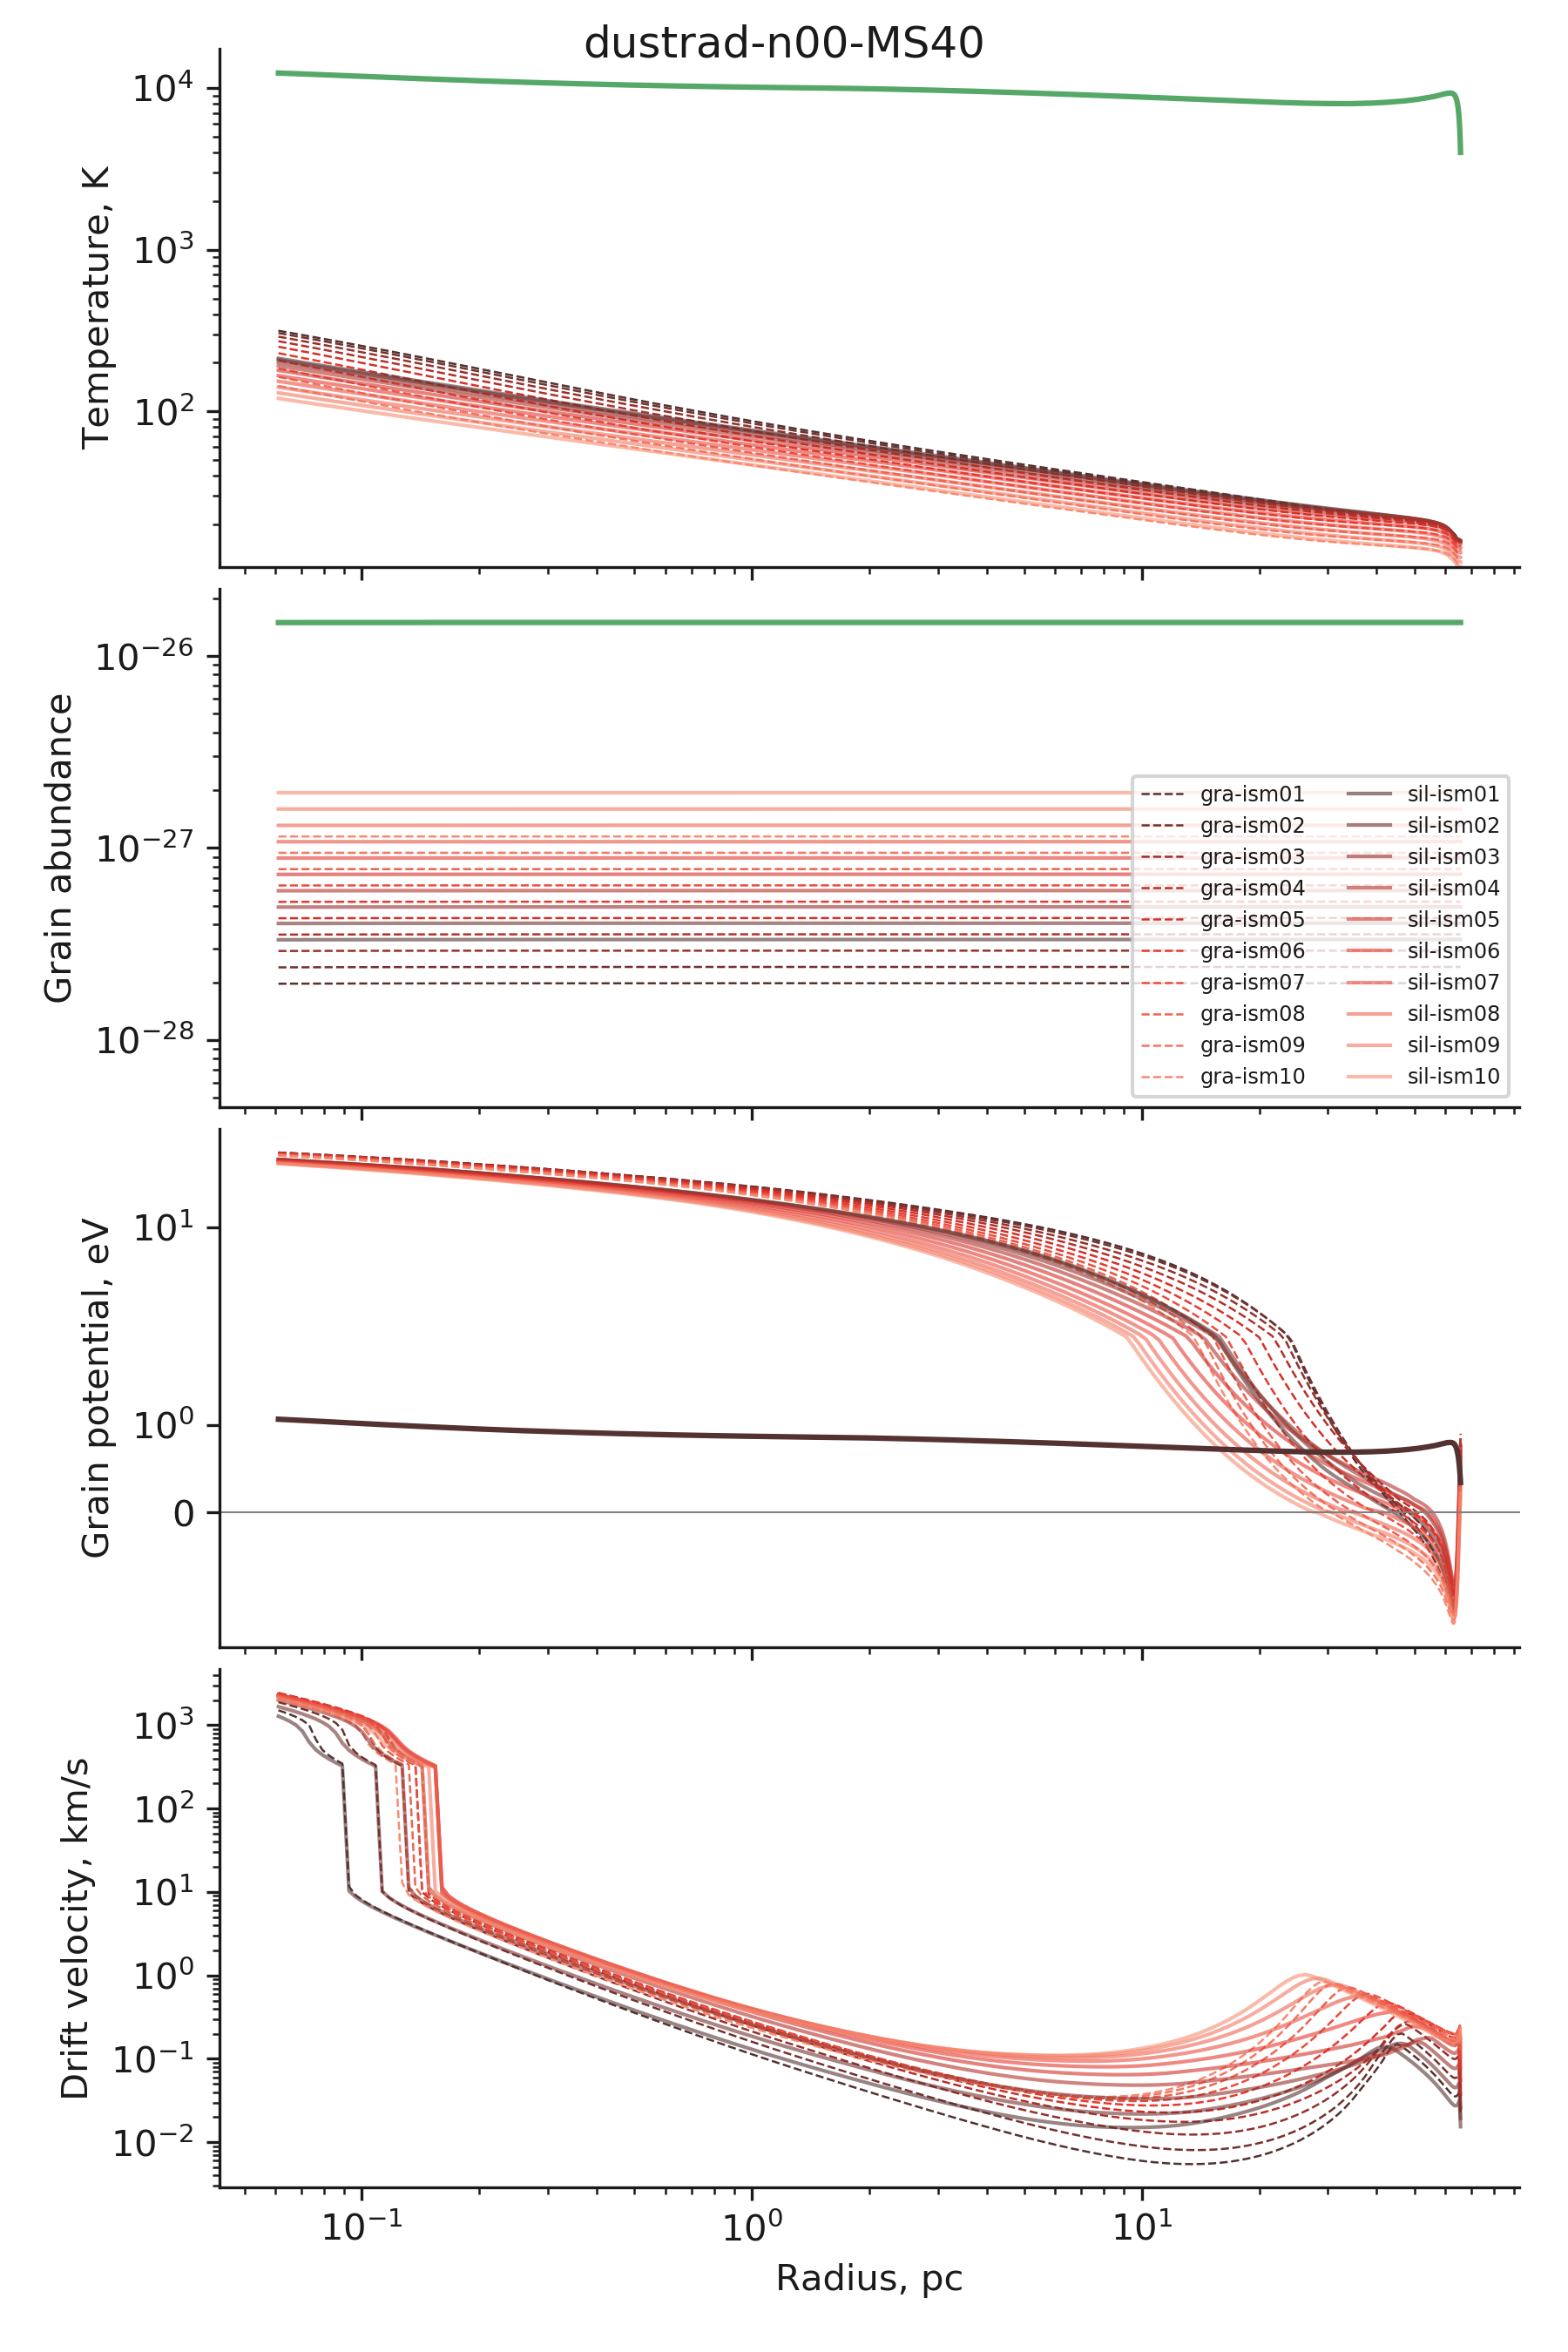 dustrad-n00-MS40
10^4
10^3
10^2
Temperature, K
10^−26
10^−27
10^−28
Grain abundance
gra-ism01 sil-ism01
gra-ism02 sil-ism02
gra-ism03 sil-ism03
gra-ism04 sil-ism04
gra-ism05 sil-ism05
gra-ism06 sil-ism06
gra-ism07 sil-ism07
gra-ism08 sil-ism08
gra-ism09 sil-ism09
gra-ism10 sil-ism10
10^1
10^0
0
Grain potential, eV
10^3
10^2
10^1
10^0
10^−1
10^−2
Drift velocity, km/s
10^−1 10^0 10^1
Radius, pc